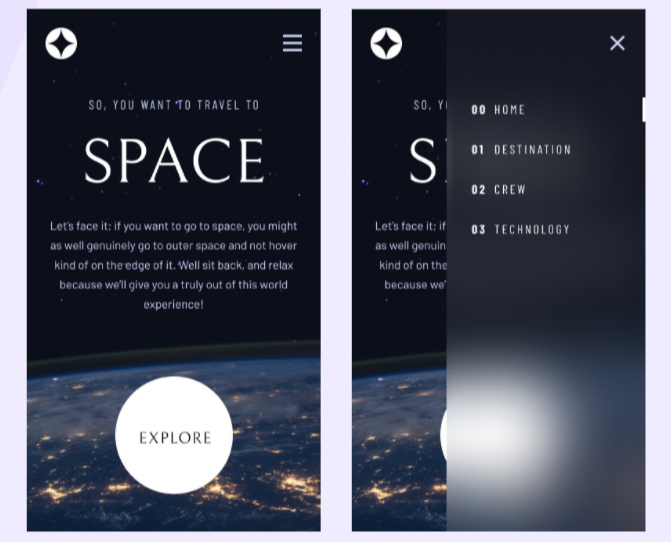 SO, YOU WANT TO TRAVEL TO
SPACE
Let's face it; if you want to go to space, you might
as well genuinely go to outer space and not hover
kind of on the edge of it. Well sit back, and relax
because we'll give you a truly out of this world
experience!
EXPLORE
SO, Y
S
Let's face it; if
as well genuin
kind of on the
because we'll
00 HOME
01 DESTINATION
02 CREW
03 TECHNOLOGY